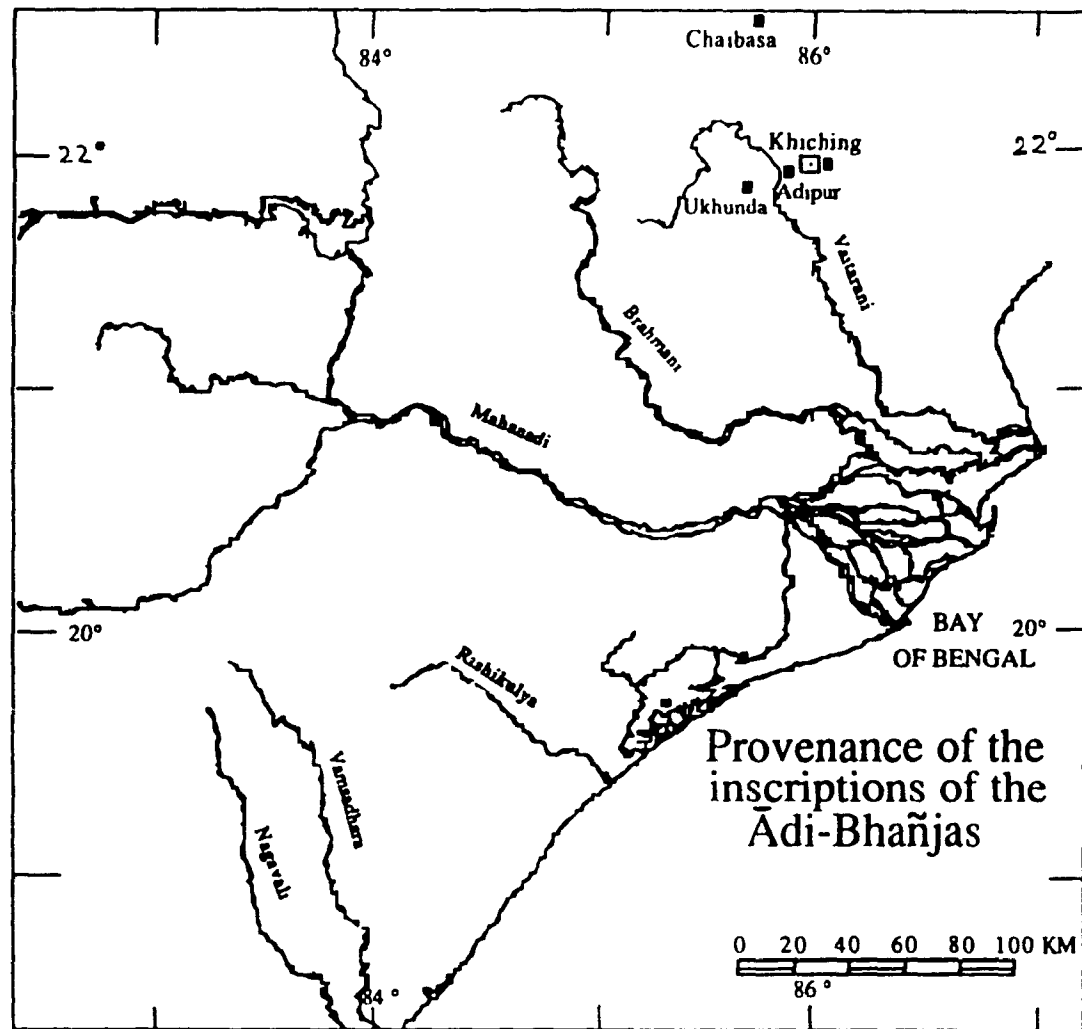 84°
Chaibasa
86°
22°
Khiching
22°
Adipur
Ukhunda
Vaitarani
Brahmani
Mahanadi
20°
BAY
OF BENGAL
20°
Rishikulya
Vamsadhara
Nagavali
Provenance of the
inscriptions of the
Ādi-Bhañjas
0 20 40 60 80 100 KM
84°
86°